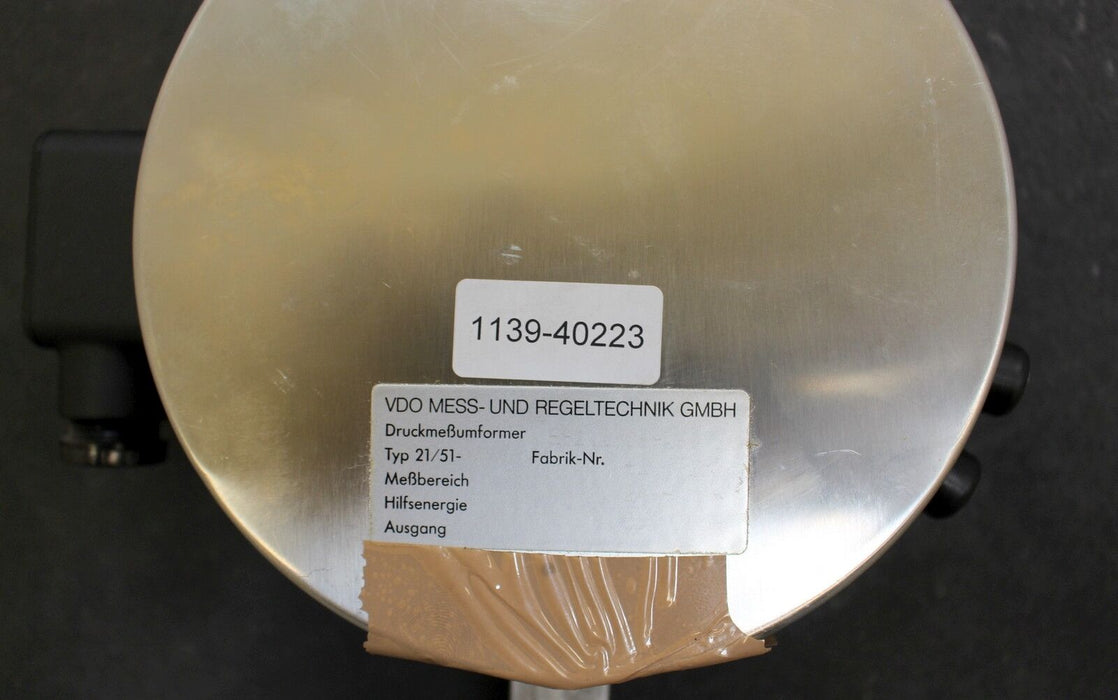 1139-40223
VDO MESS- UND REGELTECHNIK GMBH
Druckmeßumformer
Typ 21/51- Fabrik-Nr.
Meßbereich
Hilfsenergie
Ausgang